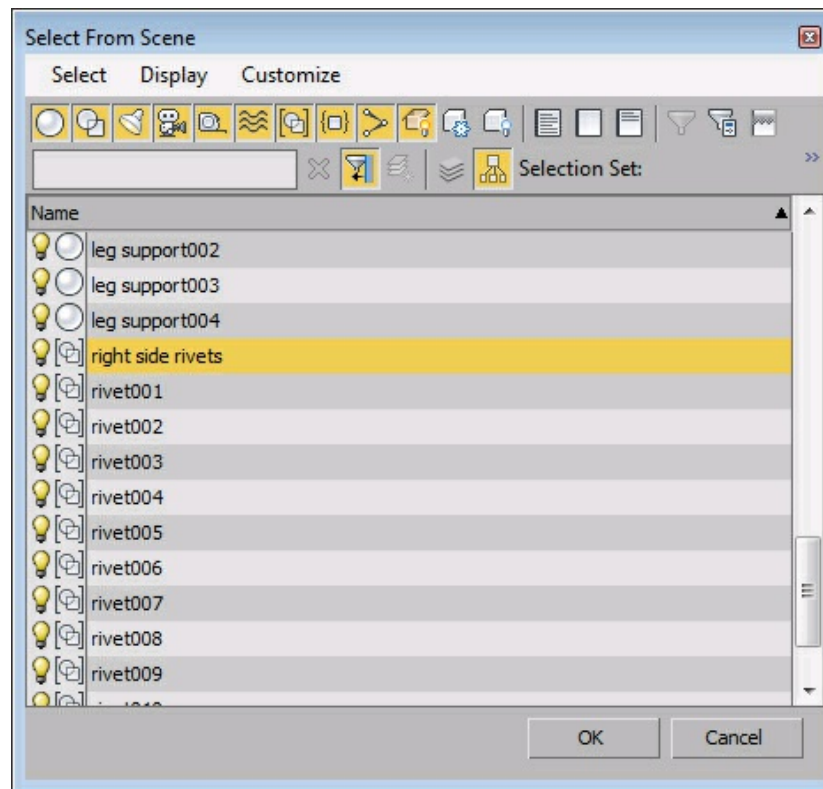 Select From Scene
Select Display Customize
Selection Set:
Name
leg support002
leg support003
leg support004
right side rivets
rivet001
rivet002
rivet003
rivet004
rivet005
rivet006
rivet007
rivet008
rivet009
OK Cancel